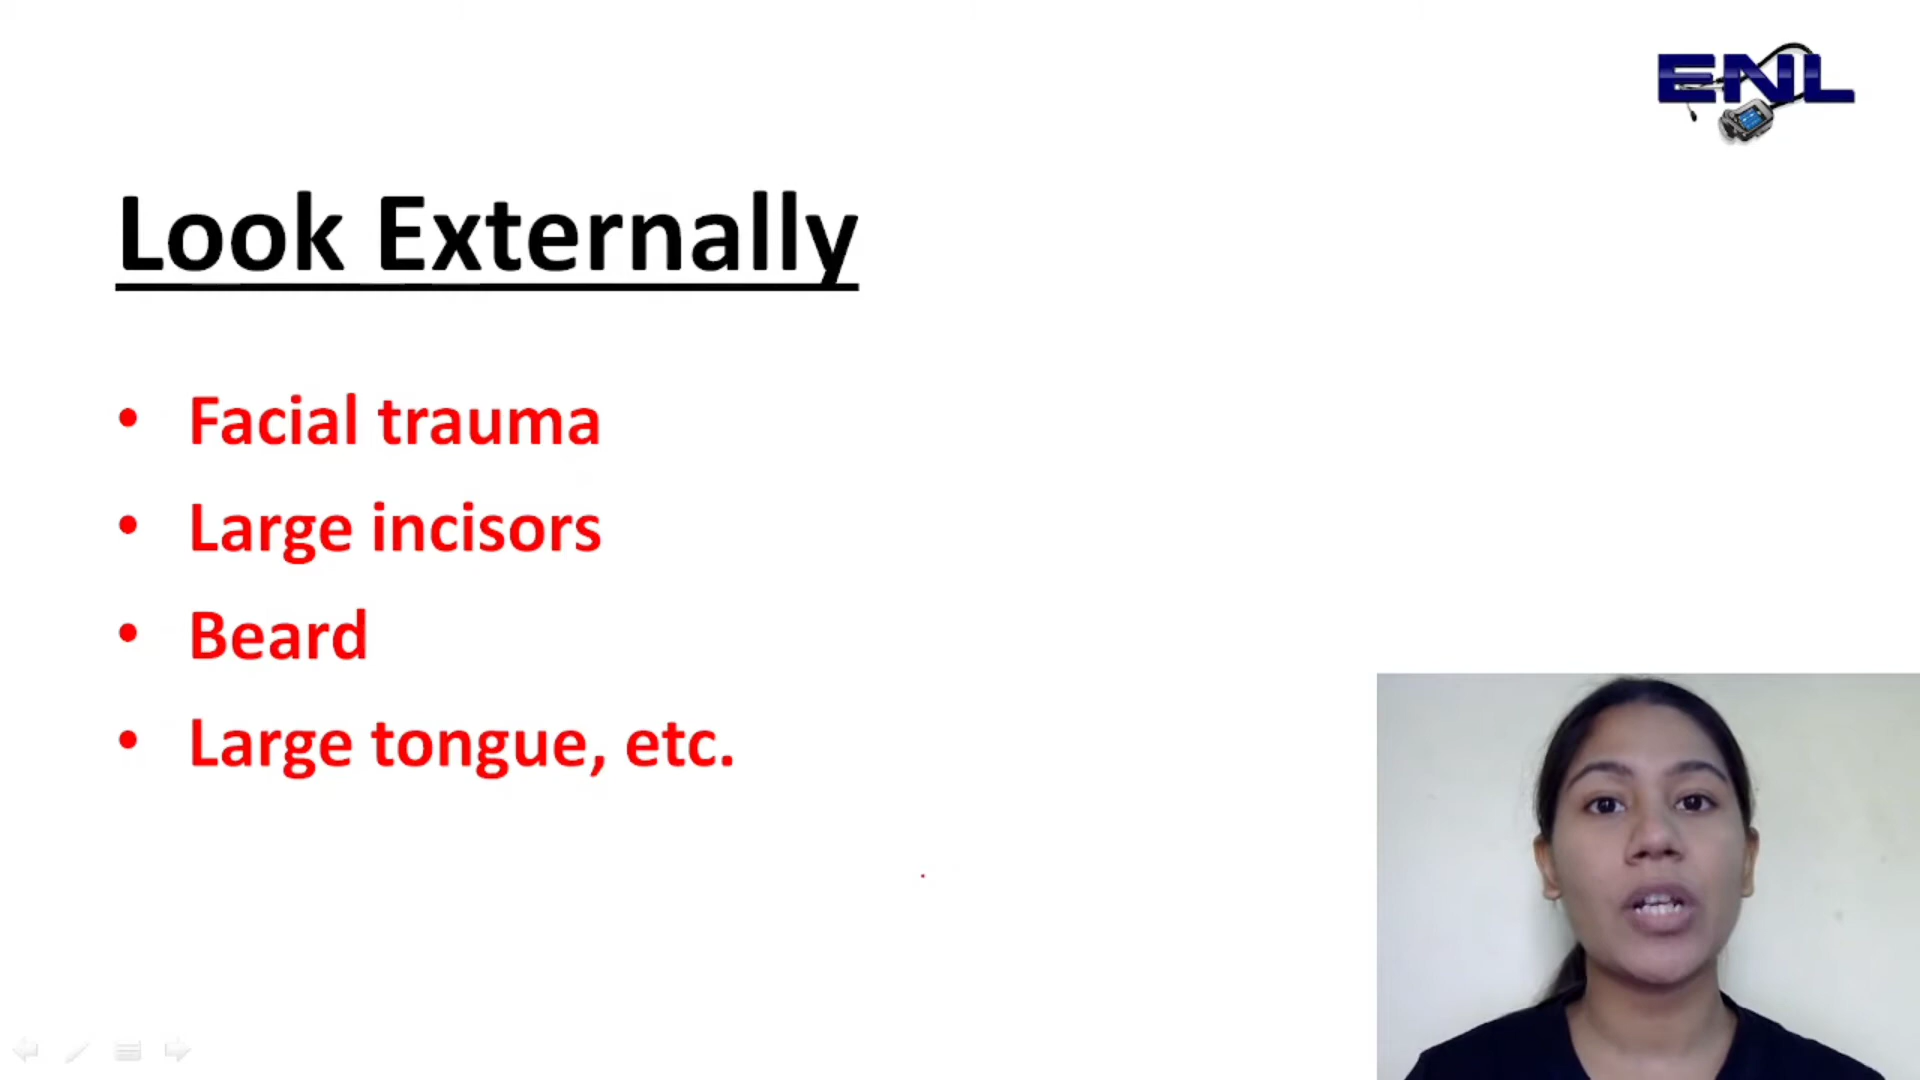 ENL
Look Externally
• Facial trauma
• Large incisors
• Beard
• Large tongue, etc.